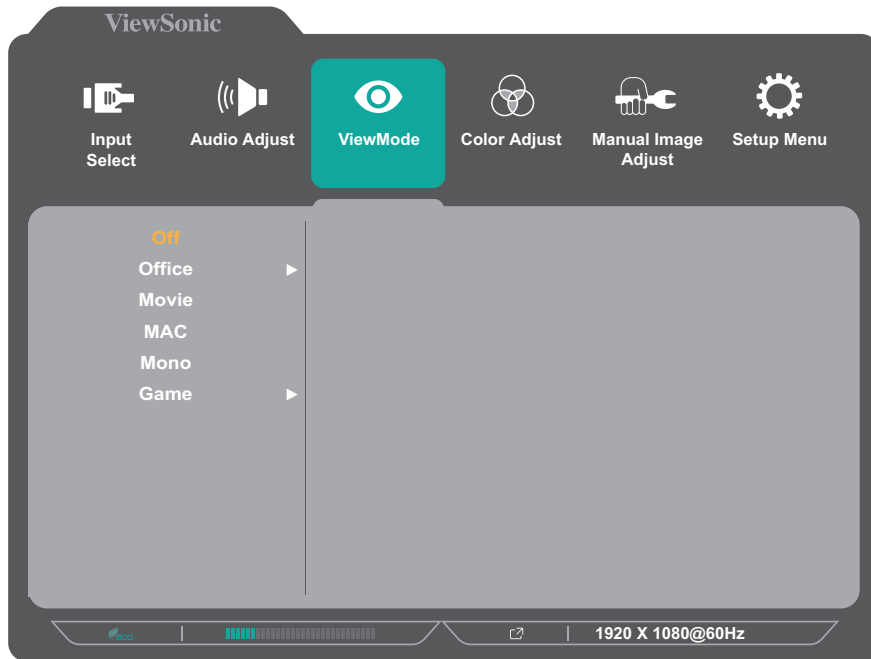 ViewSonic
Input
Select
Audio Adjust
ViewMode
Color Adjust
Manual Image
Adjust
Setup Menu
Off
Office
Movie
MAC
Mono
Game
eco
1920 X 1080@60Hz